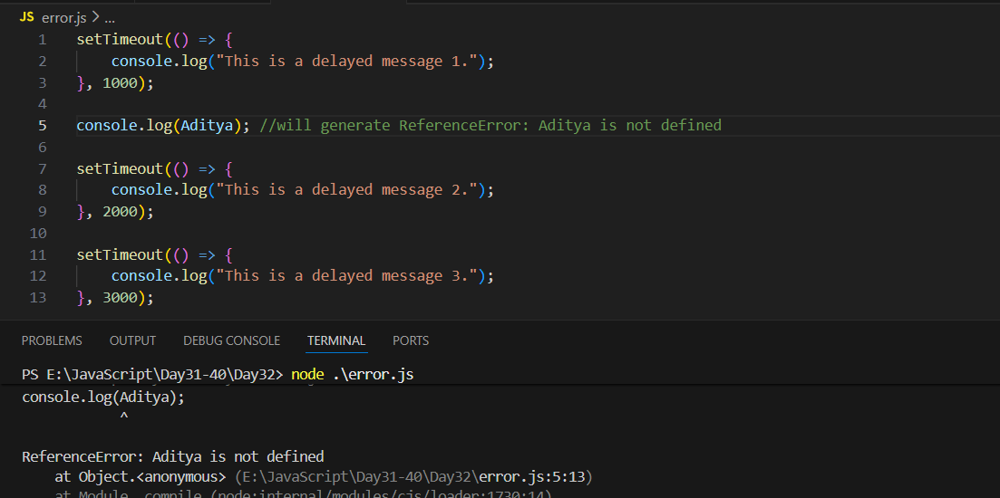 JS error.js > ...
1 setTimeout(() => {
2     console.log("This is a delayed message 1.");
3 }, 1000);
4
5 console.log(Aditya); //will generate ReferenceError: Aditya is not defined
6
7 setTimeout(() => {
8     console.log("This is a delayed message 2.");
9 }, 2000);
10
11 setTimeout(() => {
12     console.log("This is a delayed message 3.");
13 }, 3000);
PROBLEMS OUTPUT DEBUG CONSOLE TERMINAL PORTS
PS E:\JavaScript\Day31-40\Day32> node .\error.js
console.log(Aditya);
            ^
ReferenceError: Aditya is not defined
    at Object.<anonymous> (E:\JavaScript\Day31-40\Day32\error.js:5:13)
    at Module._compile (node:internal/modules/cjs/loader:1730:14)